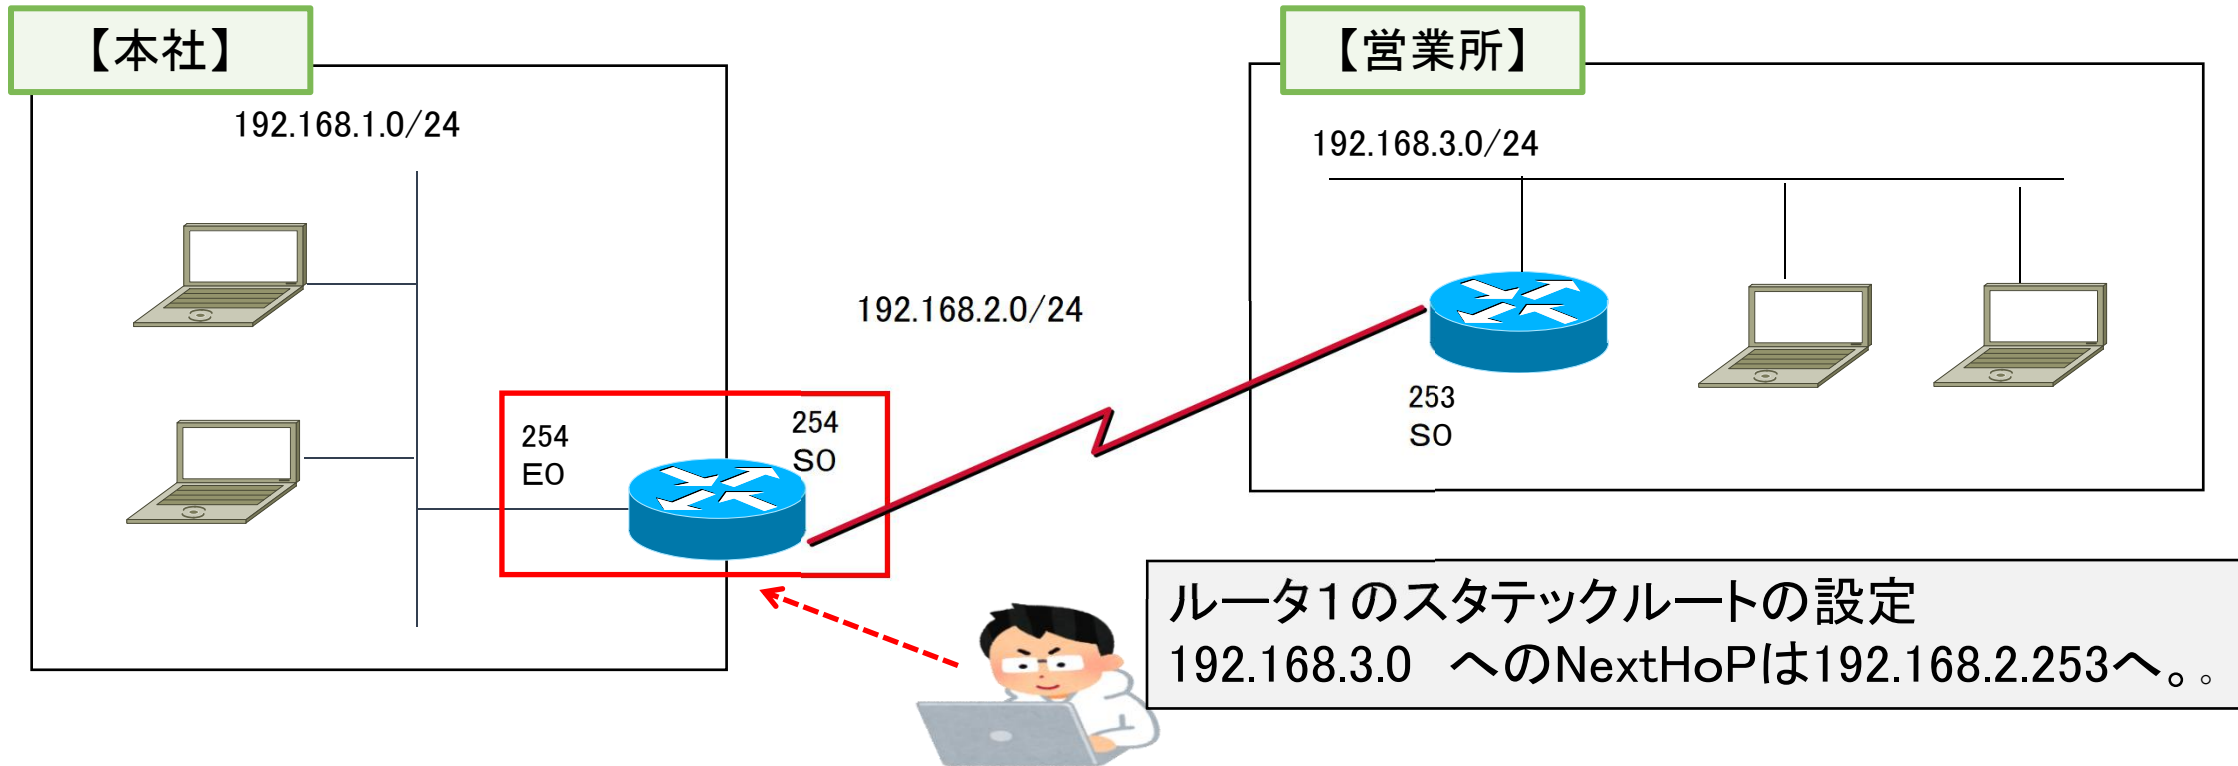 【本社】
192.168.1.0/24
254
E0
254
S0
192.168.2.0/24
【営業所】
192.168.3.0/24
253
S0
ルータ1のスタテックルートの設定
192.168.3.0　へのNextHoPは192.168.2.253へ。。